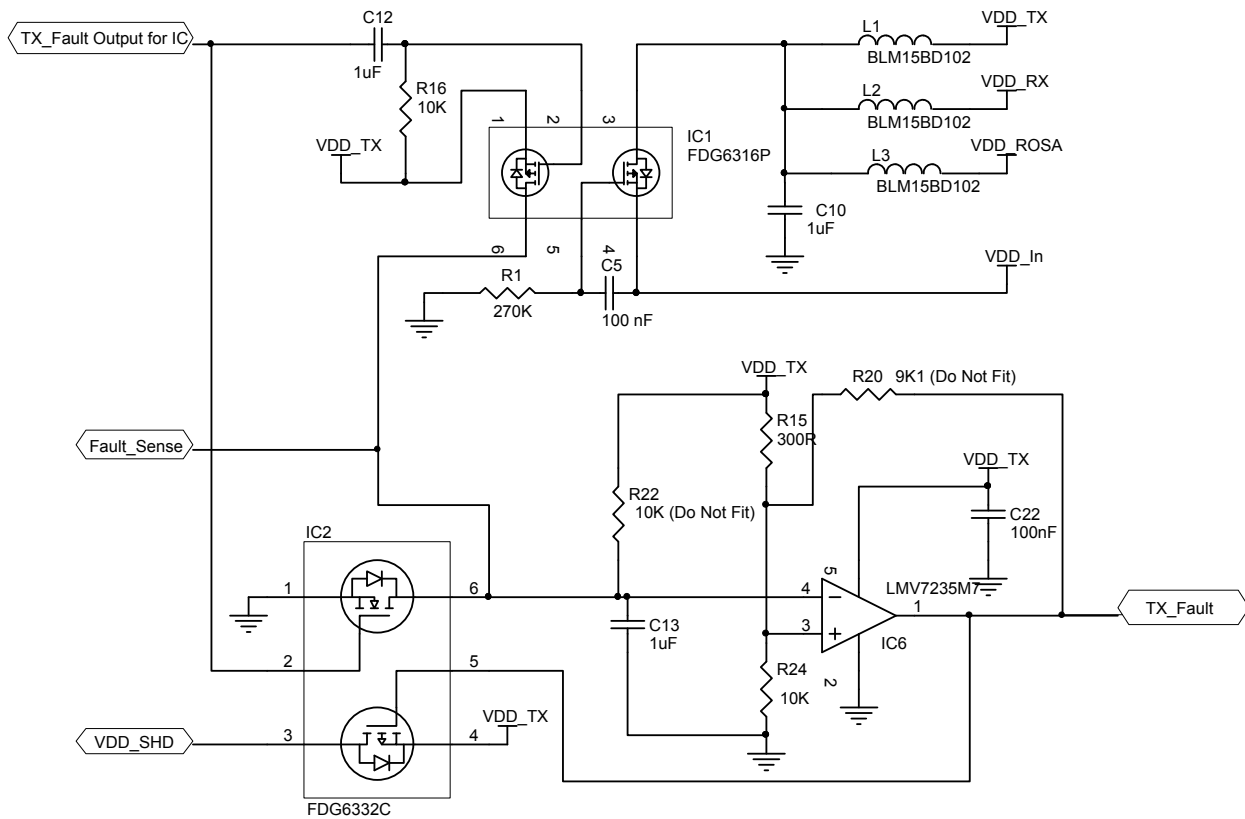 TX_Fault Output for IC
C12
1uF
R16
10K
VDD_TX
1
2
3
IC1
FDG6316P
6
5
4
L1
BLM15BD102
VDD_TX
L2
BLM15BD102
VDD_RX
L3
BLM15BD102
VDD_ROSA
C10
1uF
R1
270K
C5
100 nF
VDD_In
VDD_TX
R20 9K1 (Do Not Fit)
R15
300R
Fault_Sense
R22
10K (Do Not Fit)
VDD_TX
C22
100nF
IC2
1
6
2
5
3
4
VDD_TX
VDD_SHD
FDG6332C
C13
1uF
4
3
5
2
1
LMV7235M7
IC6
R24
10K
TX_Fault